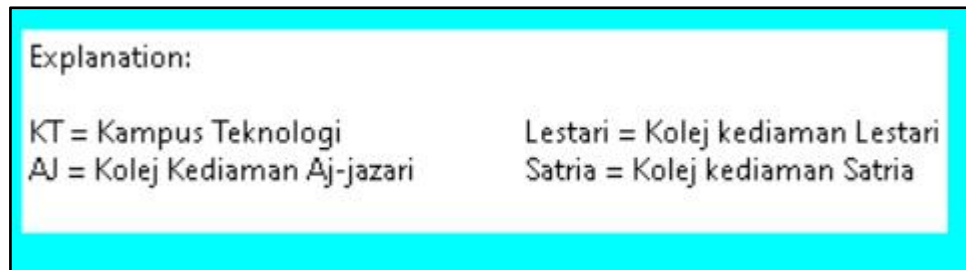 Explanation:
KT = Kampus Teknologi
Lestari = Kolej kediaman Lestari
AJ = Kolej Kediaman Aj-jazari
Satria = Kolej kediaman Satria